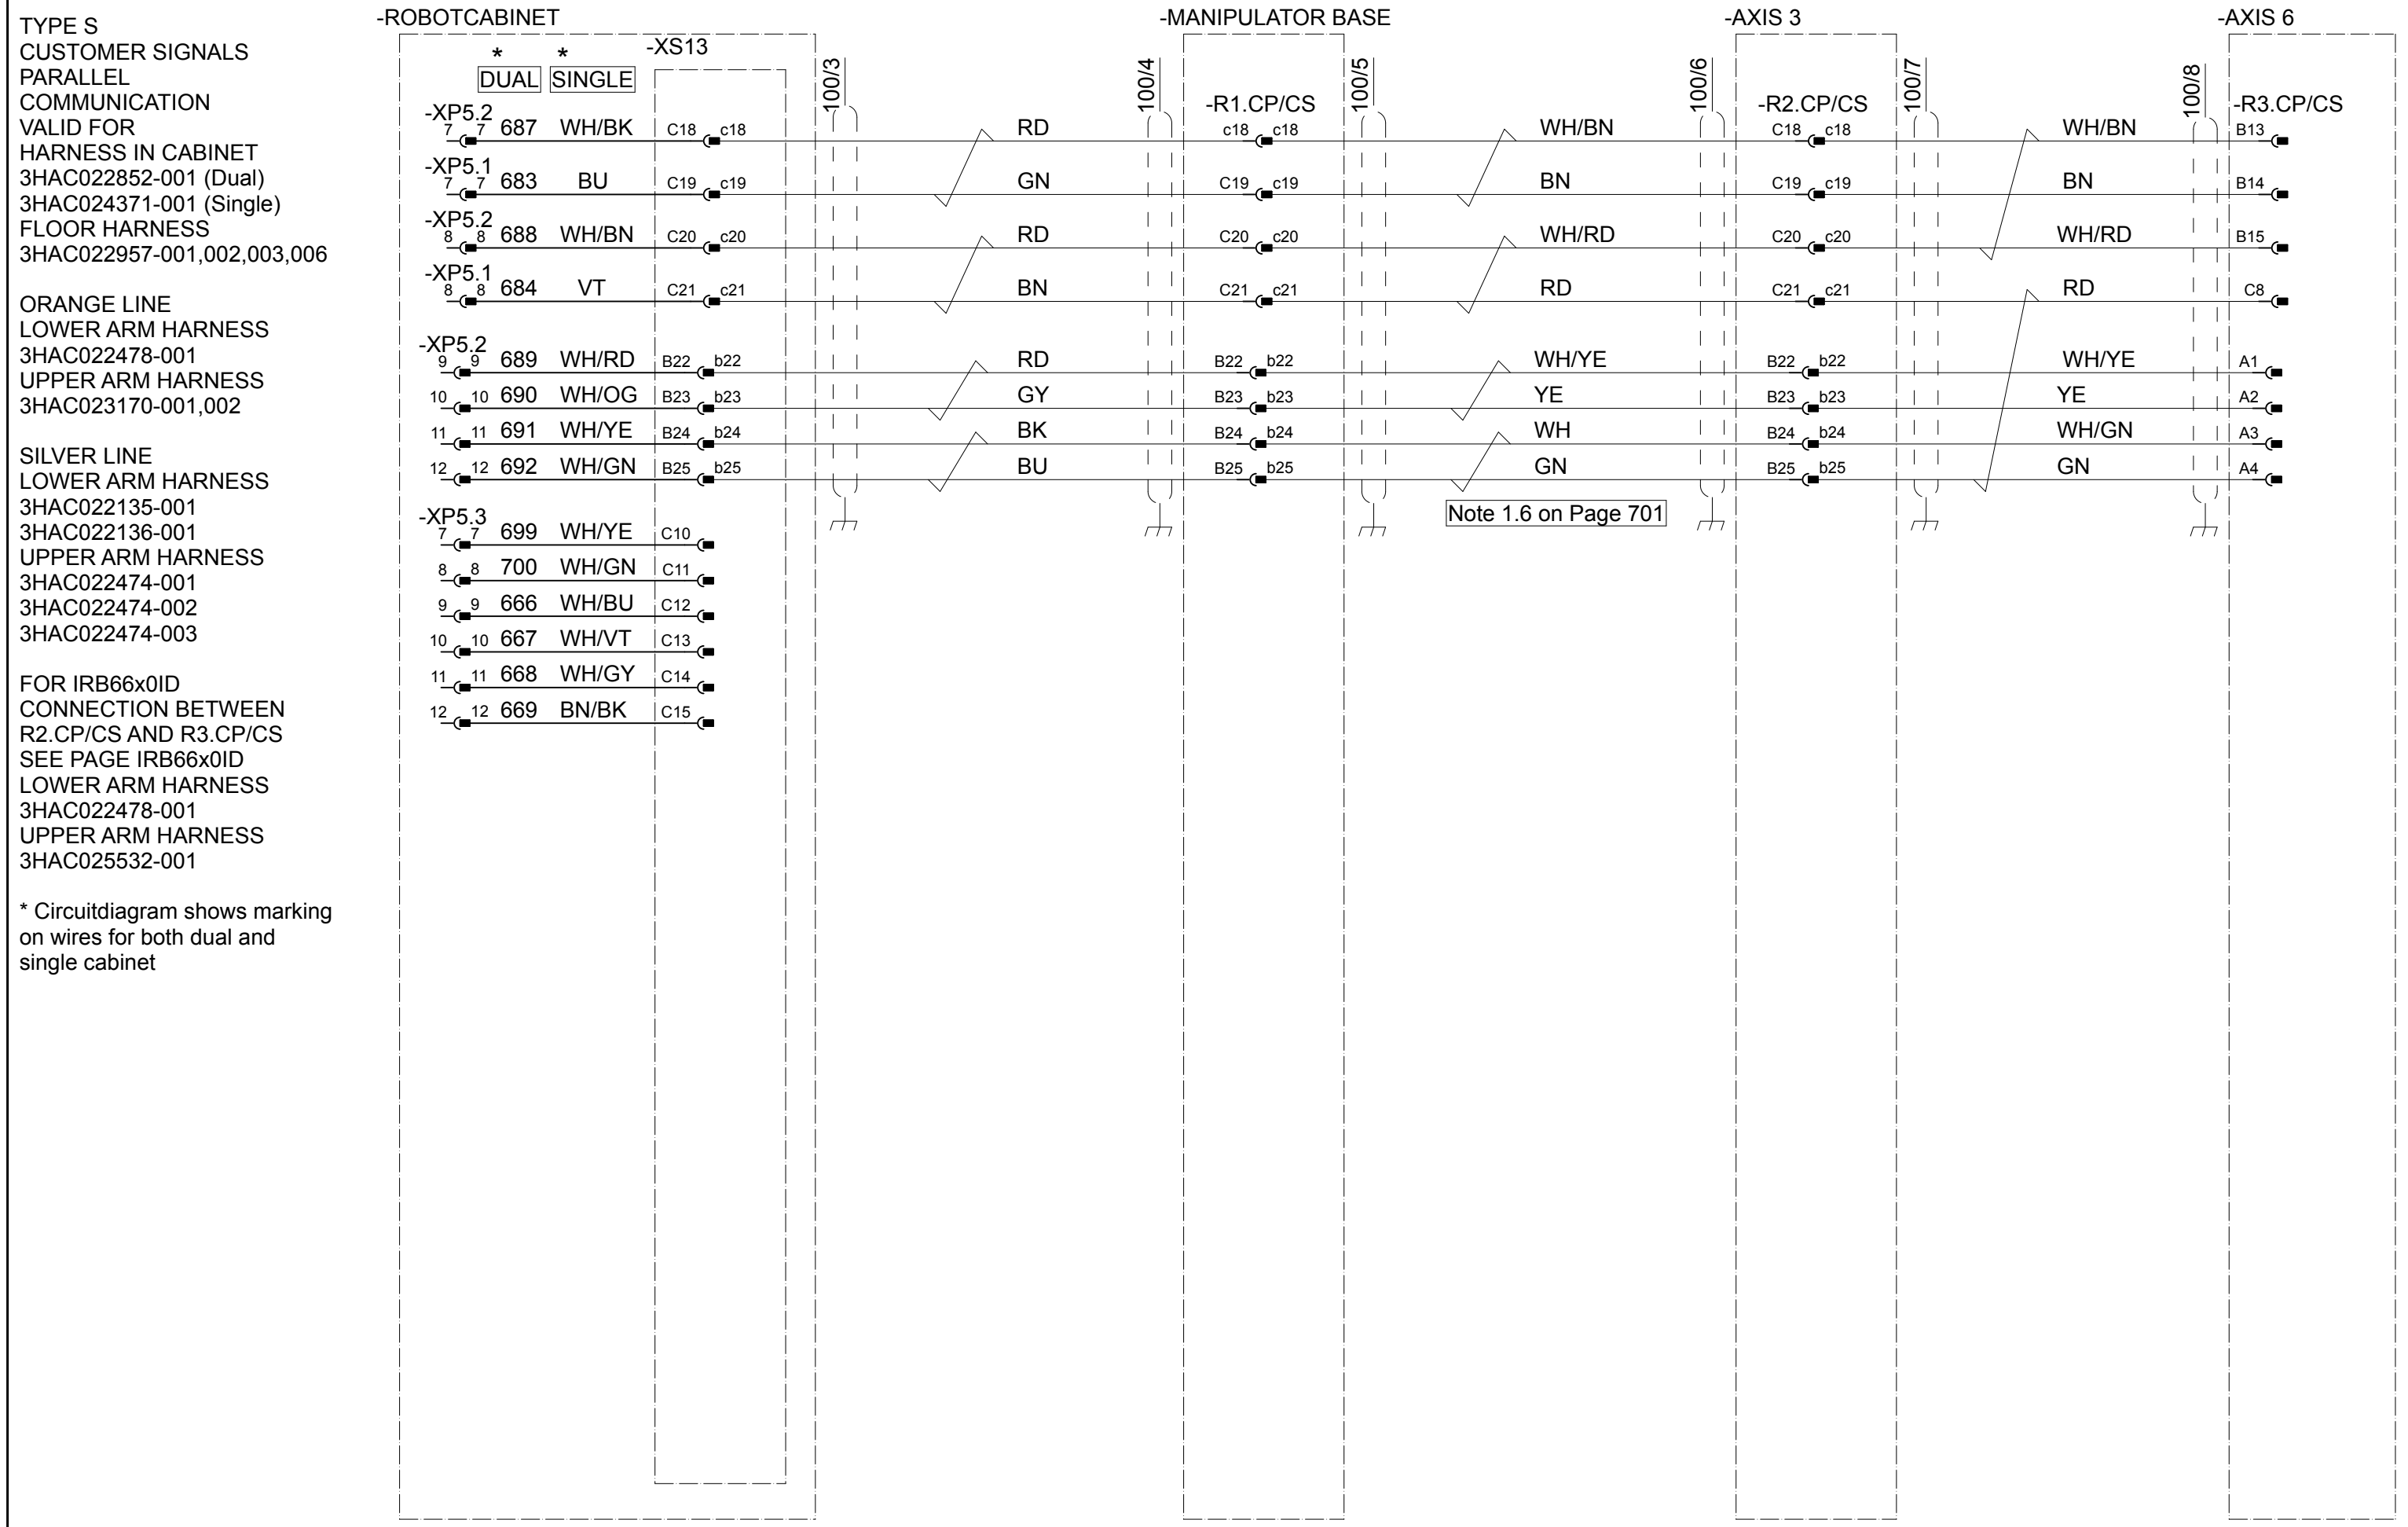 TYPE S
CUSTOMER SIGNALS
PARALLEL
COMMUNICATION
VALID FOR
HARNESS IN CABINET
3HAC022852-001 (Dual)
3HAC024371-001 (Single)
FLOOR HARNESS
3HAC022957-001,002,003,006
ORANGE LINE
LOWER ARM HARNESS
3HAC022478-001
UPPER ARM HARNESS
3HAC023170-001,002
SILVER LINE
LOWER ARM HARNESS
3HAC022135-001
3HAC022136-001
UPPER ARM HARNESS
3HAC022474-001
3HAC022474-002
3HAC022474-003
FOR IRB66x0ID
CONNECTION BETWEEN
R2.CP/CS AND R3.CP/CS
SEE PAGE IRB66x0ID
LOWER ARM HARNESS
3HAC022478-001
UPPER ARM HARNESS
3HAC025532-001
* Circuitdiagram shows marking
on wires for both dual and
single cabinet
-ROBOTCABINET -MANIPULATOR BASE -AXIS 3 -AXIS 6
* * -XS13
DUAL SINGLE
100/3 100/4 100/5 100/6 100/7 100/8
-R1.CP/CS -R2.CP/CS -R3.CP/CS
-XP5.2
7 7 687 WH/BK C18 c18 RD c18 c18 WH/BN C18 c18 WH/BN B13
-XP5.1
7 7 683 BU C19 c19 GN C19 c19 BN C19 c19 BN B14
-XP5.2
8 8 688 WH/BN C20 c20 RD C20 c20 WH/RD C20 c20 WH/RD B15
-XP5.1
8 8 684 VT C21 c21 BN C21 c21 RD C21 c21 RD C8
-XP5.2
9 9 689 WH/RD B22 b22 RD B22 b22 WH/YE B22 b22 WH/YE A1
10 10 690 WH/OG B23 b23 GY B23 b23 YE B23 b23 YE A2
11 11 691 WH/YE B24 b24 BK B24 b24 WH B24 b24 WH/GN A3
12 12 692 WH/GN B25 b25 BU B25 b25 GN B25 b25 GN A4
Note 1.6 on Page 701
-XP5.3
7 7 699 WH/YE C10
8 8 700 WH/GN C11
9 9 666 WH/BU C12
10 10 667 WH/VT C13
11 11 668 WH/GY C14
12 12 669 BN/BK C15